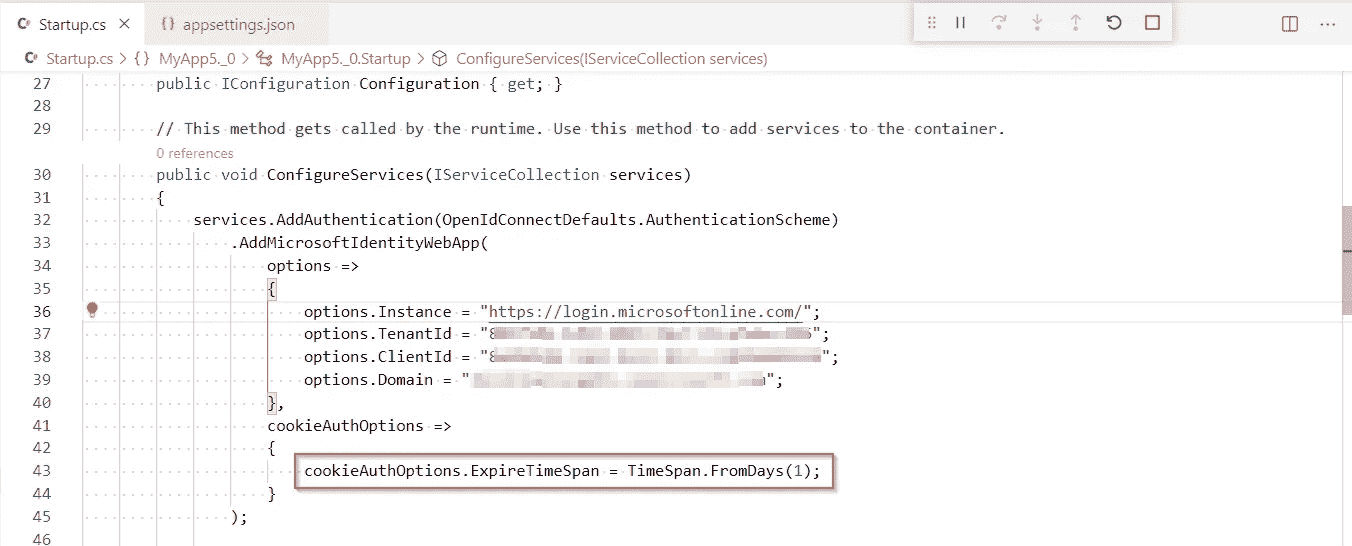 Startup.cs
{} appsettings.json
Startup.cs > {} MyApp5._0 > MyApp5._0.Startup > ConfigureServices(IServiceCollection services)
27 public IConfiguration Configuration { get; }
28
29 // This method gets called by the runtime. Use this method to add services to the container.
0 references
30 public void ConfigureServices(IServiceCollection services)
31 {
32 services.AddAuthentication(OpenIdConnectDefaults.AuthenticationScheme)
33 .AddMicrosoftIdentityWebApp(
34 options =>
35 {
36 options.Instance = "https://login.microsoftonline.com/";
37 options.TenantId = "";
38 options.ClientId = "";
39 options.Domain = "";
40 },
41 cookieAuthOptions =>
42 {
43 cookieAuthOptions.ExpireTimeSpan = TimeSpan.FromDays(1);
44 }
45 );
46